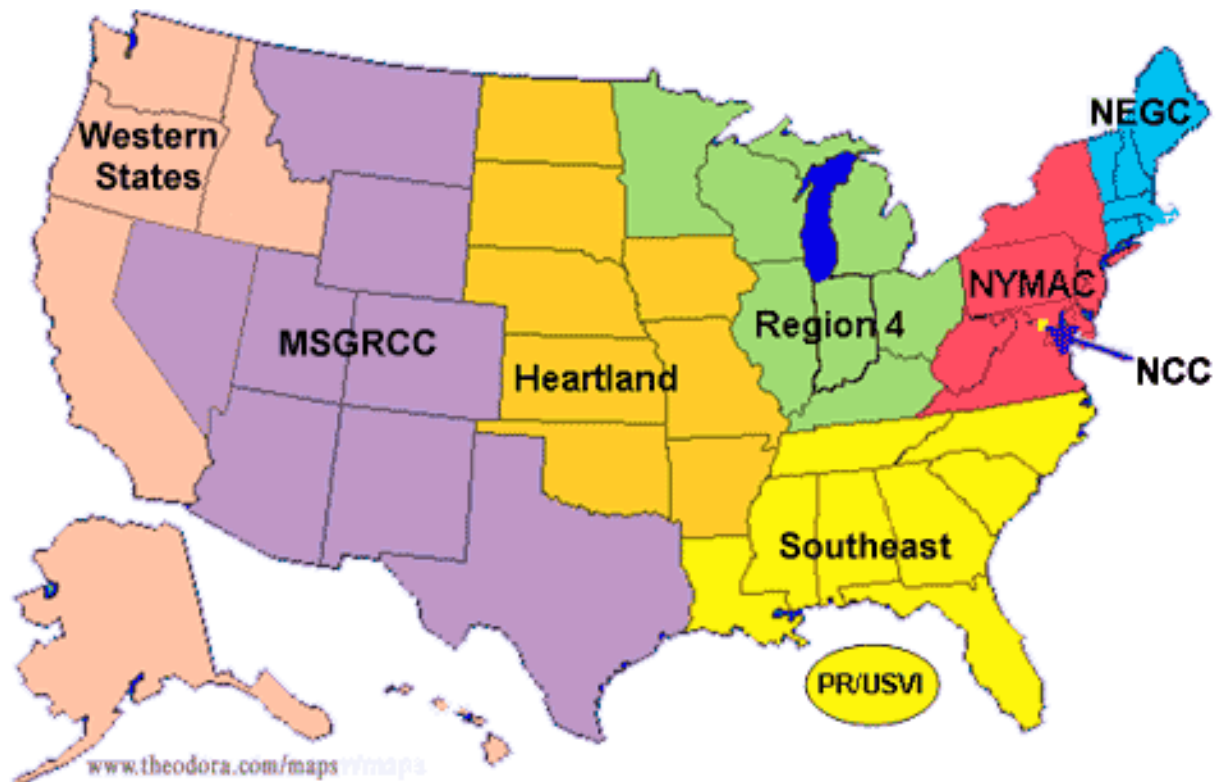 Western
States
NEGC
NYMAC
MSGRCC
Region 4
Heartland
NCC
Southeast
PR/USVI
www.theodora.com/maps